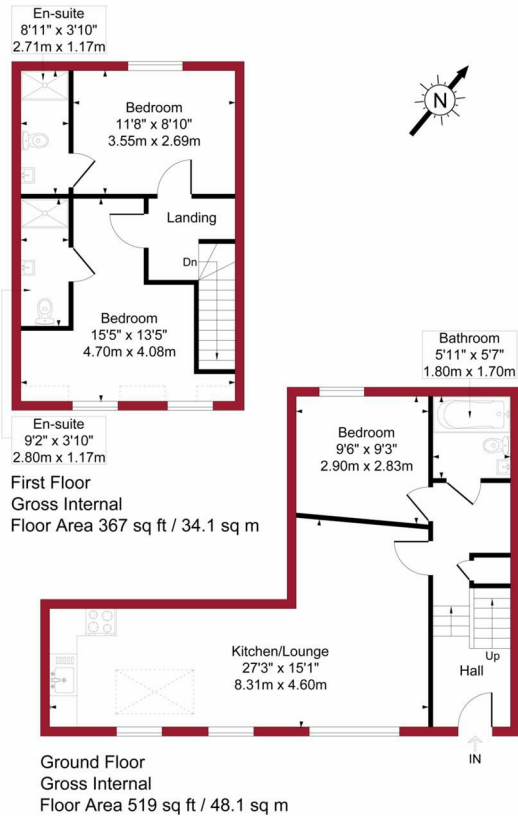 En-suite
8'11" x 3'10"
2.71m x 1.17m
N
Bedroom
11'8" x 8'10"
3.55m x 2.69m
Landing
Dn
Bedroom
15'5" x 13'5"
4.70m x 4.08m
En-suite
9'2" x 3'10"
2.80m x 1.17m
First Floor
Gross Internal
Floor Area 367 sq ft / 34.1 sq m
Bathroom
5'11" x 5'7"
1.80m x 1.70m
Bedroom
9'6" x 9'3"
2.90m x 2.83m
Kitchen/Lounge
27'3" x 15'1"
8.31m x 4.60m
Up
Hall
IN
Ground Floor
Gross Internal
Floor Area 519 sq ft / 48.1 sq m